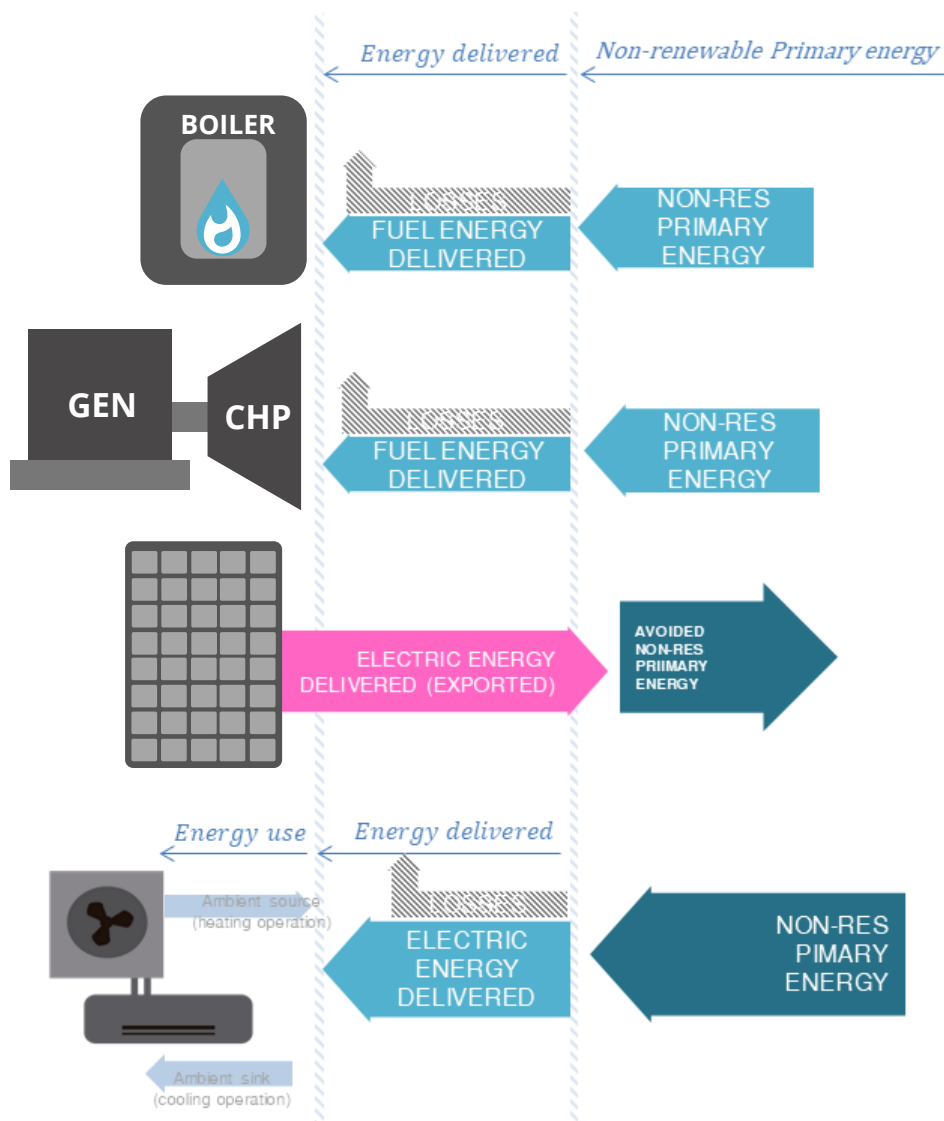 Energy delivered
Non-renewable Primary energy
BOILER
LOSSES
FUEL ENERGY
DELIVERED
NON-RES
PRIMARY
ENERGY
GEN
CHP
LOSSES
FUEL ENERGY
DELIVERED
NON-RES
PRIMARY
ENERGY
ELECTRIC ENERGY
DELIVERED (EXPORTED)
AVOIDED
NON-RES
PRIIMARY
ENERGY
Energy use
Energy delivered
Ambient source
(heating operation)
LOSSES
ELECTRIC
ENERGY
DELIVERED
NON-RES
PIMARY
ENERGY
Ambient sink
(cooling operation)